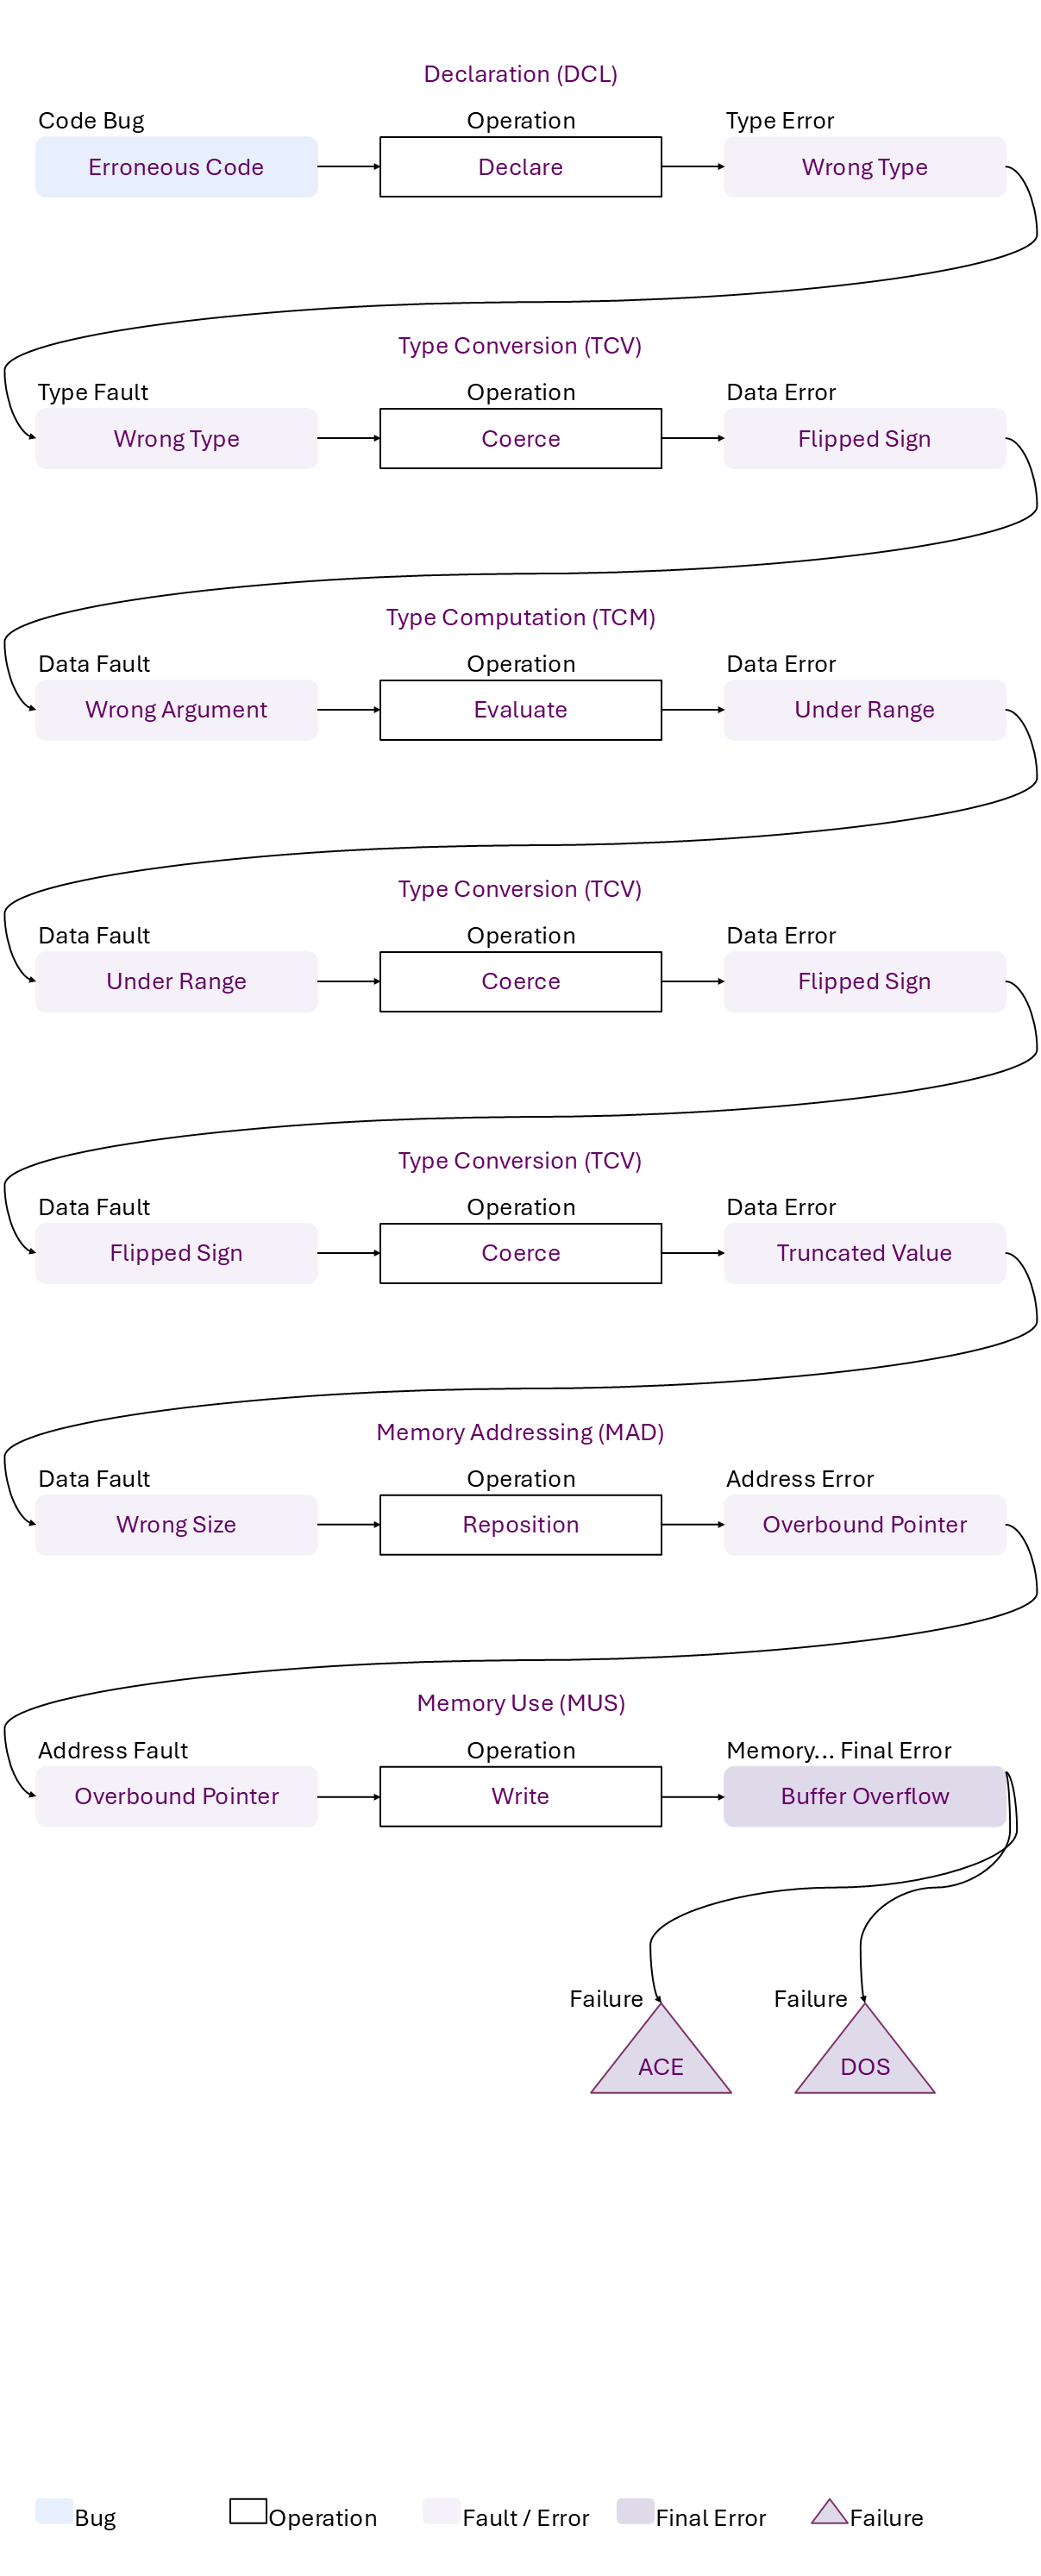 Declaration (DCL)
Code Bug Operation Type Error
Erroneous Code Declare Wrong Type
Type Conversion (TCV)
Type Fault Operation Data Error
Wrong Type Coerce Flipped Sign
Type Computation (TCM)
Data Fault Operation Data Error
Wrong Argument Evaluate Under Range
Type Conversion (TCV)
Data Fault Operation Data Error
Under Range Coerce Flipped Sign
Type Conversion (TCV)
Data Fault Operation Data Error
Flipped Sign Coerce Truncated Value
Memory Addressing (MAD)
Data Fault Operation Address Error
Wrong Size Reposition Overbound Pointer
Memory Use (MUS)
Address Fault Operation Memory... Final Error
Overbound Pointer Write Buffer Overflow
Failure Failure
ACE DOS
Bug Operation Fault / Error Final Error Failure